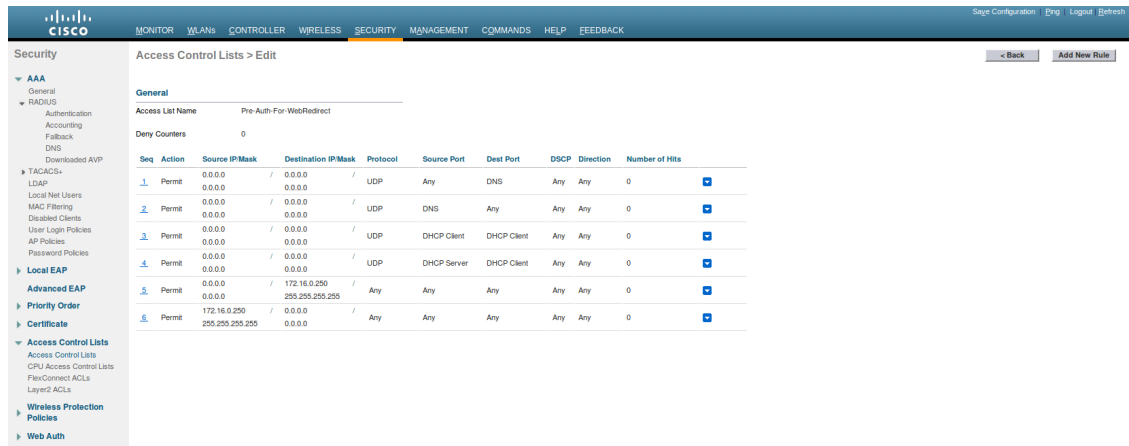 Save Configuration | Ping | Logout | Refresh
CISCO
MONITOR WLANs CONTROLLER WIRELESS SECURITY MANAGEMENT COMMANDS HELP FEEDBACK
Security
AAA
General
RADIUS
Authentication
Accounting
Fallback
DNS
Downloaded AVP
TACACS+
LDAP
Local Net Users
MAC Filtering
Disabled Clients
User Login Policies
AP Policies
Password Policies
Local EAP
Advanced EAP
Priority Order
Certificate
Access Control Lists
Access Control Lists
CPU Access Control Lists
FlexConnect ACLs
Layer2 ACLs
Wireless Protection
Policies
Web Auth
Access Control Lists > Edit
< Back Add New Rule
General
Access List Name Pre-Auth-For-WebRedirect
Deny Counters 0
Seq Action Source IP/Mask Destination IP/Mask Protocol Source Port Dest Port DSCP Direction Number of Hits
0.0.0.0 / 0.0.0.0 /
1 Permit UDP Any DNS Any Any 0
0.0.0.0 0.0.0.0
0.0.0.0 / 0.0.0.0 /
2 Permit UDP DNS Any Any Any 0
0.0.0.0 0.0.0.0
0.0.0.0 / 0.0.0.0 /
3 Permit UDP DHCP Client DHCP Client Any Any 0
0.0.0.0 0.0.0.0
0.0.0.0 / 0.0.0.0 /
4 Permit UDP DHCP Server DHCP Client Any Any 0
0.0.0.0 0.0.0.0
0.0.0.0 / 172.16.0.250 /
5 Permit Any Any Any Any Any 0
0.0.0.0 255.255.255.255
172.16.0.250 / 0.0.0.0 /
6 Permit Any Any Any Any Any 0
255.255.255.255 0.0.0.0